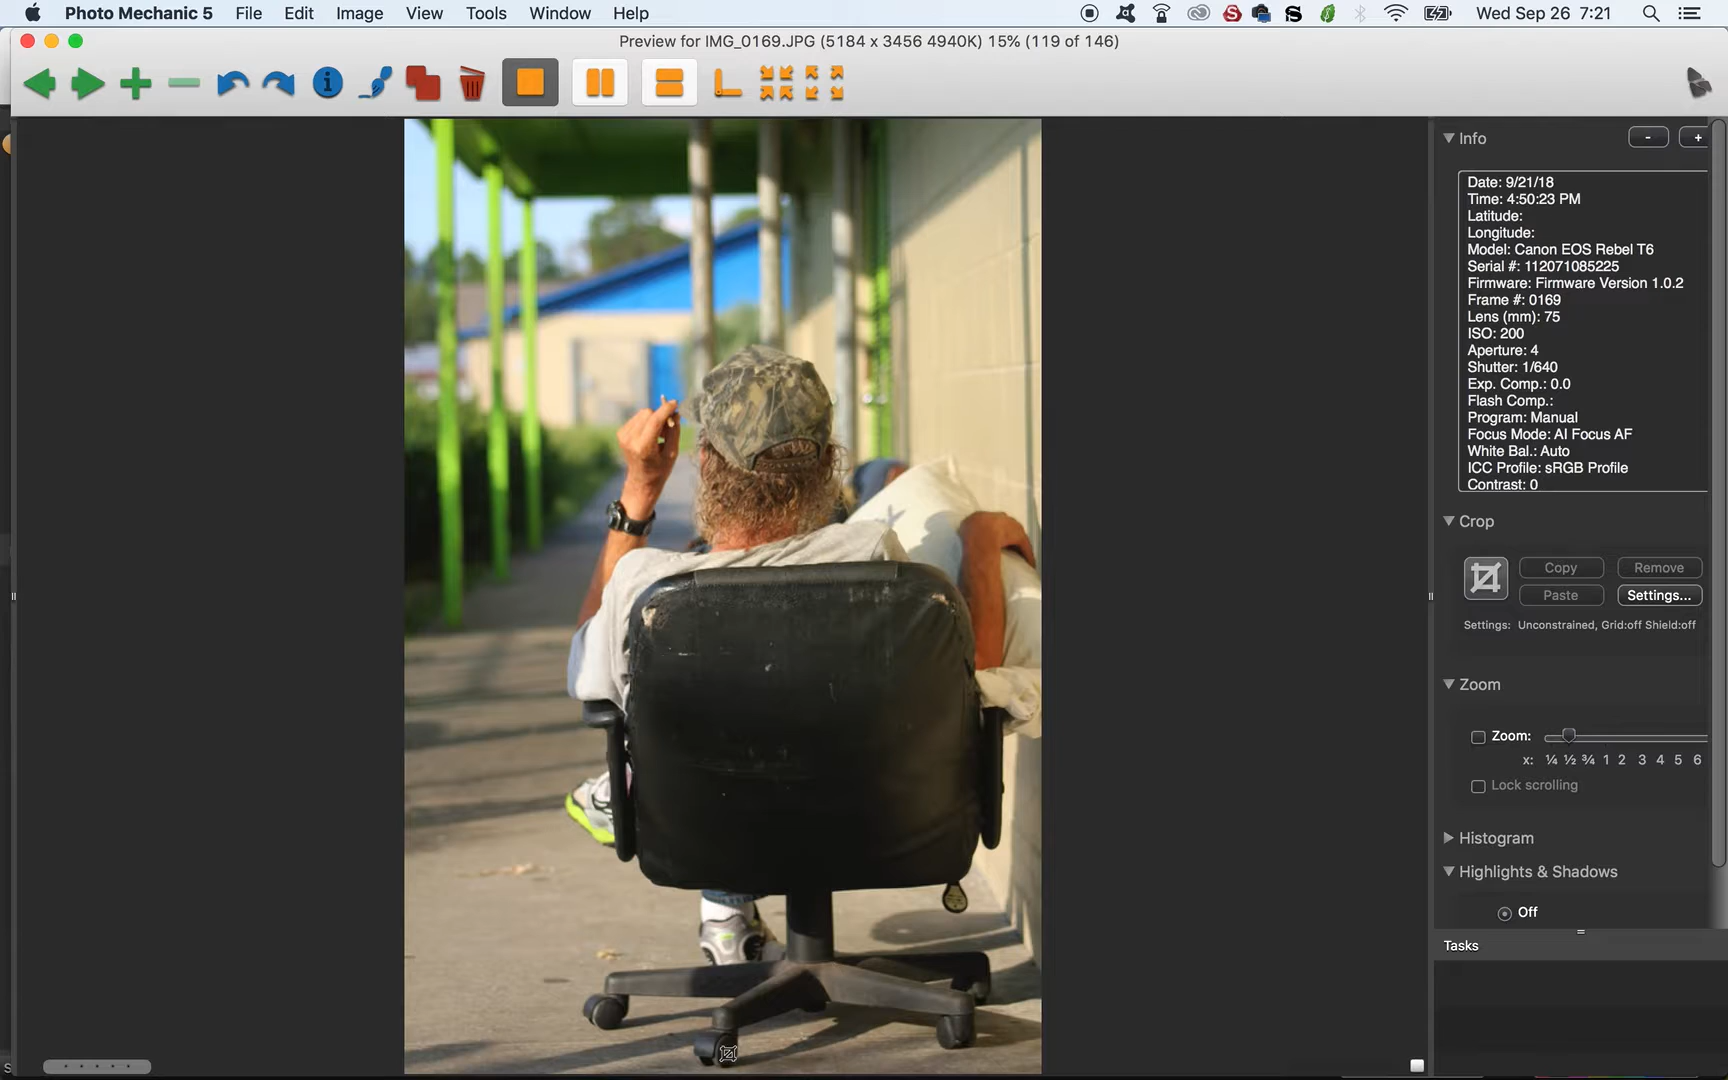 Photo Mechanic 5 File Edit Image View Tools Window Help Wed Sep 26 7:21
Preview for IMG_0169.JPG (5184 x 3456 4940K) 15% (119 of 146)
Info - +
Date: 9/21/18
Time: 4:50:23 PM
Latitude:
Longitude:
Model: Canon EOS Rebel T6
Serial #: 112071085225
Firmware: Firmware Version 1.0.2
Frame #: 0169
Lens (mm): 75
ISO: 200
Aperture: 4
Shutter: 1/640
Exp. Comp.: 0.0
Flash Comp.:
Program: Manual
Focus Mode: AI Focus AF
White Bal.: Auto
ICC Profile: sRGB Profile
Contrast: 0
Crop
Copy Remove
Paste Settings...
Settings: Unconstrained, Grid:off Shield:off
Zoom
Zoom:
x: ¼ ½ ¾ 1 2 3 4 5 6
Lock scrolling
Histogram
Highlights & Shadows
Off
Tasks
S